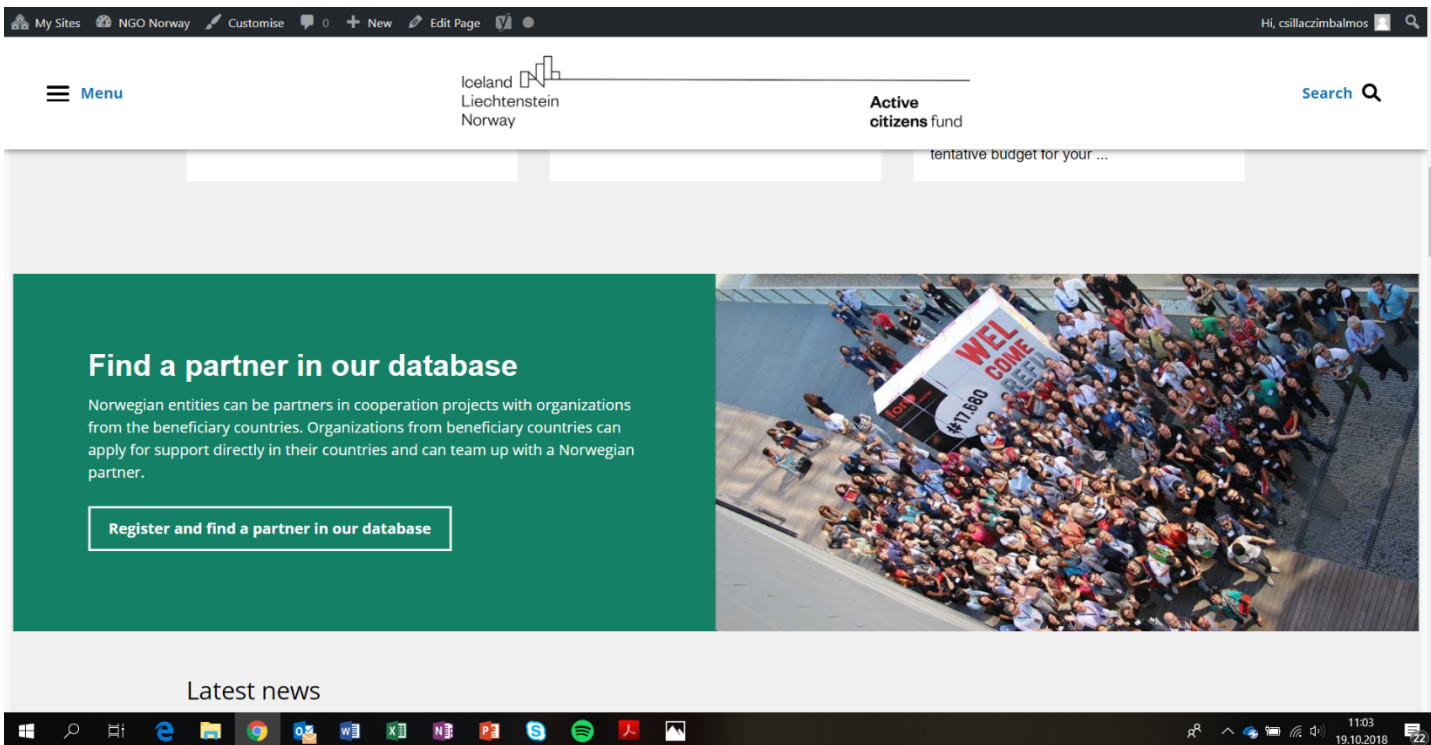 My Sites NGO Norway Customise 0 + New Edit Page Hi, csillaczimbalmos
Menu
Iceland
Liechtenstein
Norway
Active
citizens fund
Search
tentative budget for your ...
Find a partner in our database
Norwegian entities can be partners in cooperation projects with organizations
from the beneficiary countries. Organizations from beneficiary countries can
apply for support directly in their countries and can team up with a Norwegian
partner.
Register and find a partner in our database
WEL
COME
REFU
#17.680
Latest news
11:03
19.10.2018
22